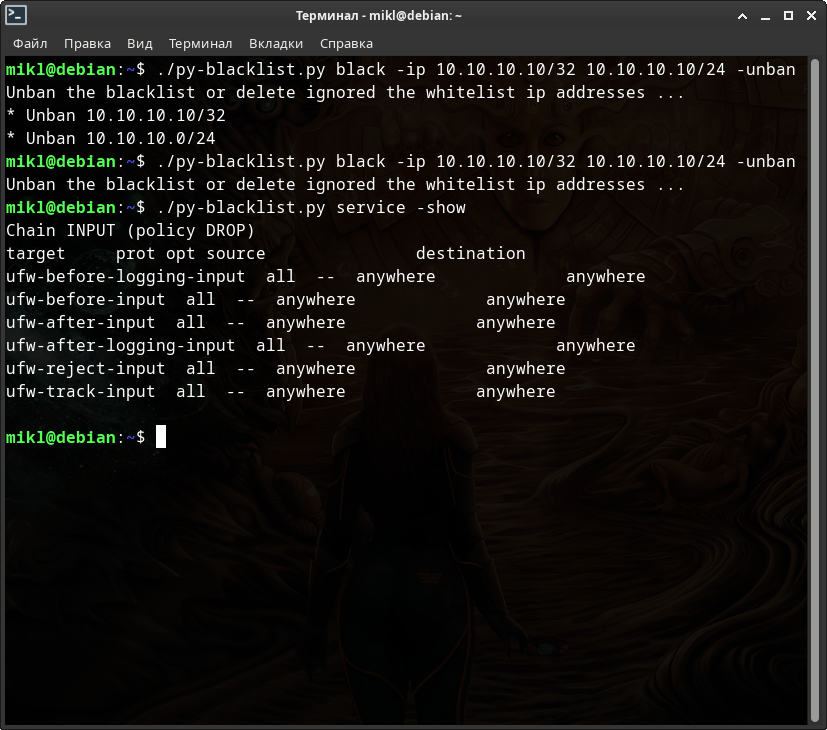 Терминал - mikl@debian: ~
Файл Правка Вид Терминал Вкладки Справка
mikl@debian:~$ ./py-blacklist.py black -ip 10.10.10.10/32 10.10.10.10/24 -unban
Unban the blacklist or delete ignored the whitelist ip addresses ...
* Unban 10.10.10.10/32
* Unban 10.10.10.0/24
mikl@debian:~$ ./py-blacklist.py black -ip 10.10.10.10/32 10.10.10.10/24 -unban
Unban the blacklist or delete ignored the whitelist ip addresses ...
mikl@debian:~$ ./py-blacklist.py service -show
Chain INPUT (policy DROP)
target     prot opt source               destination
ufw-before-logging-input  all  --  anywhere             anywhere
ufw-before-input  all  --  anywhere             anywhere
ufw-after-input  all  --  anywhere             anywhere
ufw-after-logging-input  all  --  anywhere             anywhere
ufw-reject-input  all  --  anywhere             anywhere
ufw-track-input  all  --  anywhere             anywhere
mikl@debian:~$